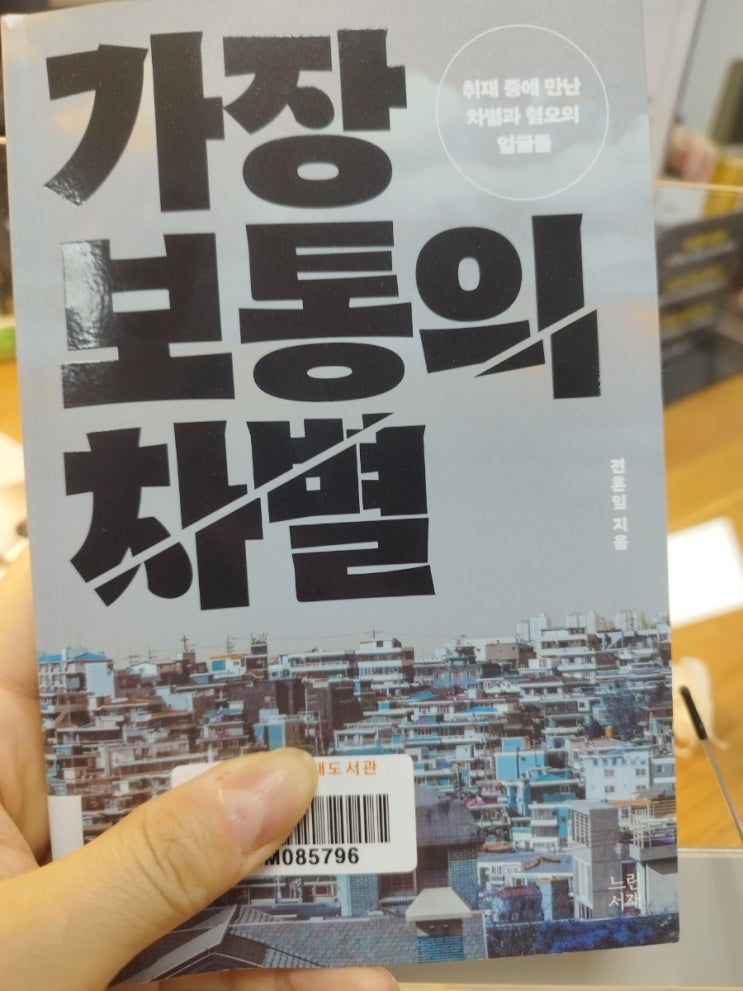 가장
보통의
차별
취재 중에 만난
차별과 혐오의
얼굴들
전혼잎 지음
도서관
M085796
느린
서재